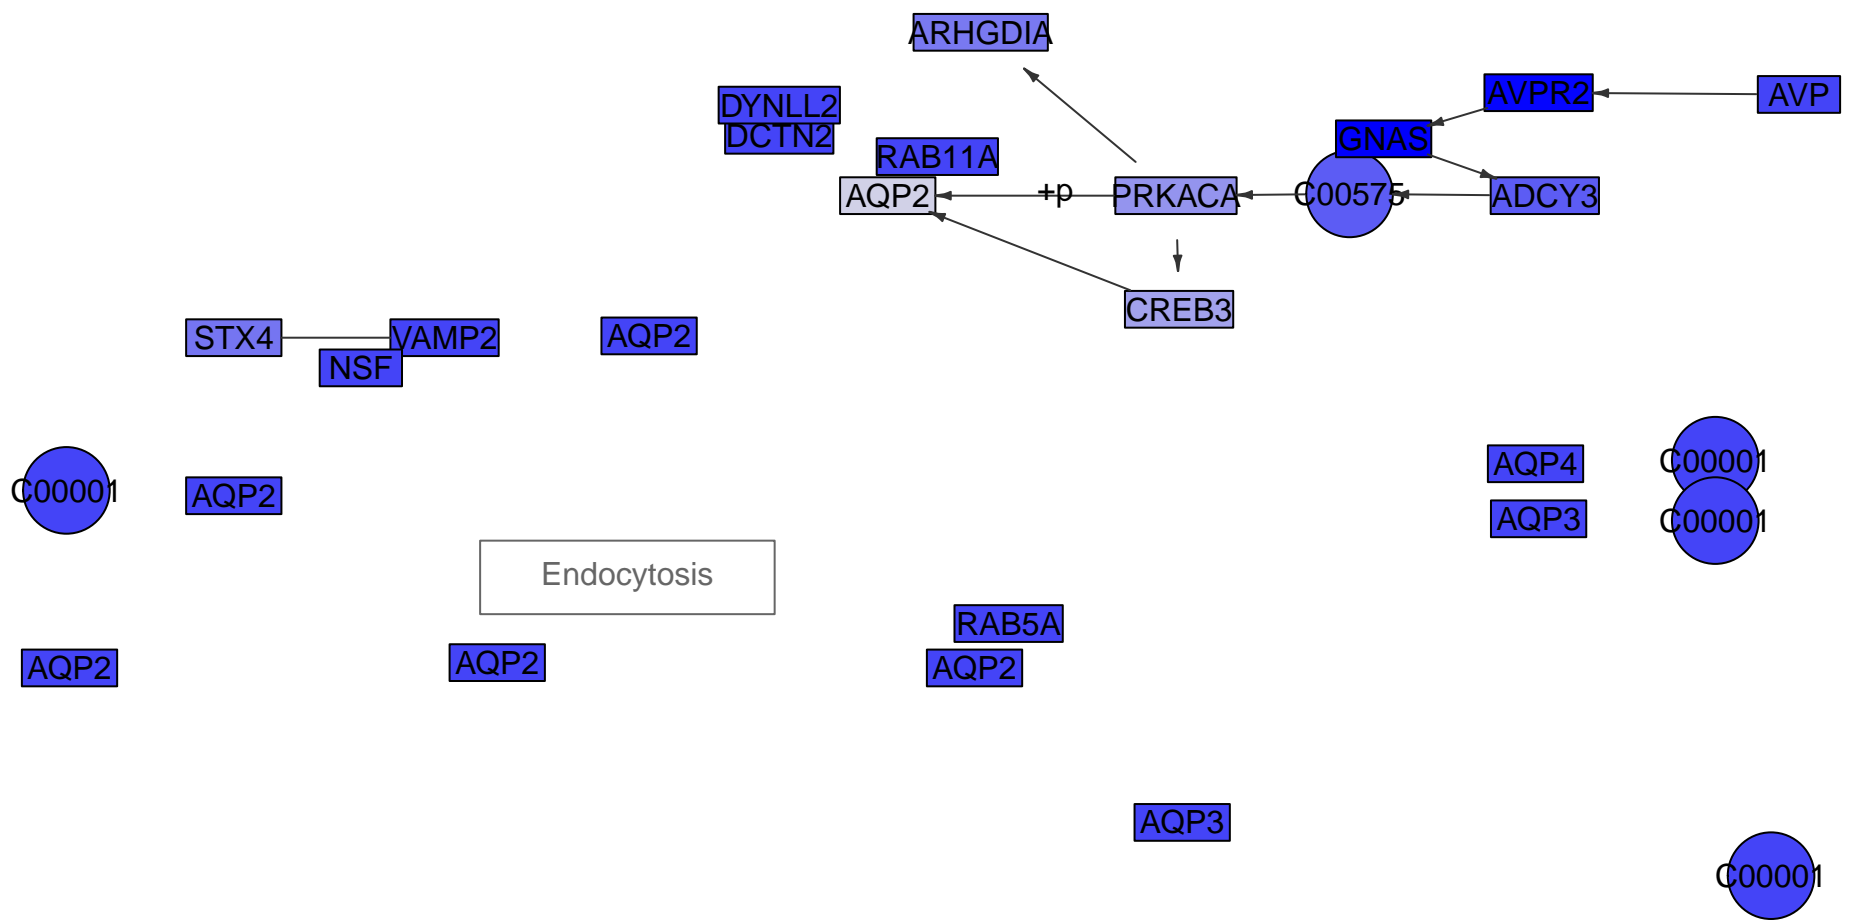 ARHGDIA
DYNLL2
AVPR2
AVP
DCTN2
GNAS
RAB11A
AQP2
+p
PRKACA
C00575
ADCY3
CREB3
STX4
VAMP2
AQP2
NSF
C00001
AQP2
AQP4
C00001
AQP3
C00001
Endocytosis
RAB5A
AQP2
AQP2
AQP2
AQP3
C00001